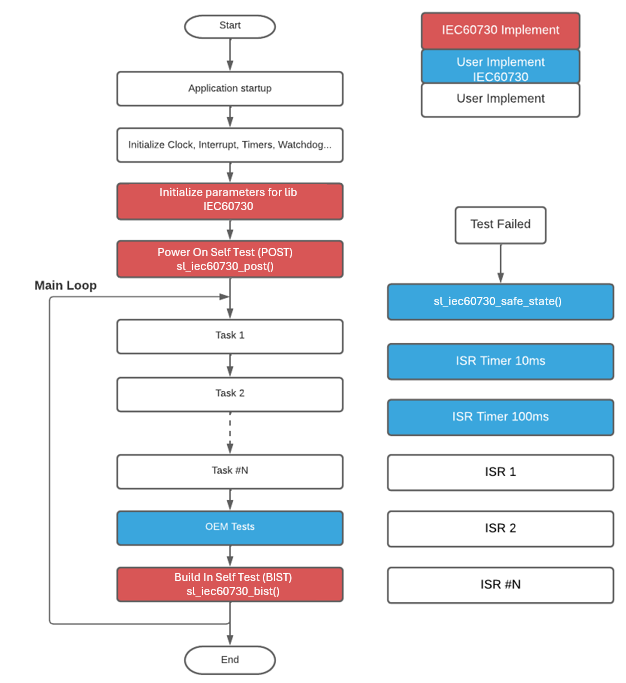 Start
Application startup
Initialize Clock, Interrupt, Timers, Watchdog...
Initialize parameters for lib
IEC60730
Power On Self Test (POST)
sl_iec60730_post()
Main Loop
Task 1
Task 2
Task #N
OEM Tests
Build In Self Test (BIST)
sl_iec60730_bist()
End
IEC60730 Implement
User Implement
IEC60730
User Implement
Test Failed
sl_iec60730_safe_state()
ISR Timer 10ms
ISR Timer 100ms
ISR 1
ISR 2
ISR #N